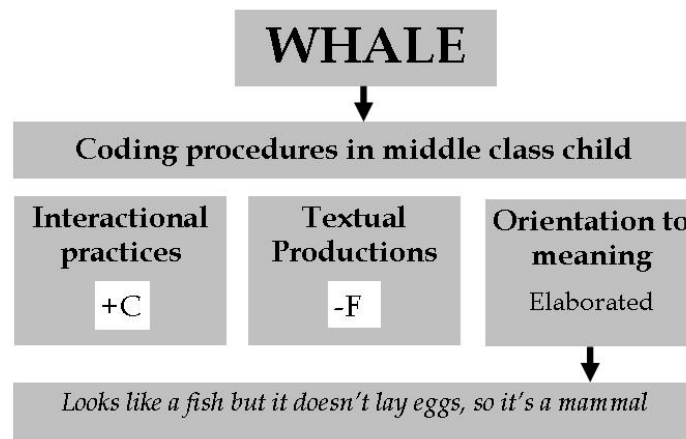 WHALE
Coding procedures in middle class child
Interactional
practices
+C
Textual
Productions
-F
Orientation to
meaning
Elaborated
Looks like a fish but it doesn't lay eggs, so it's a mammal